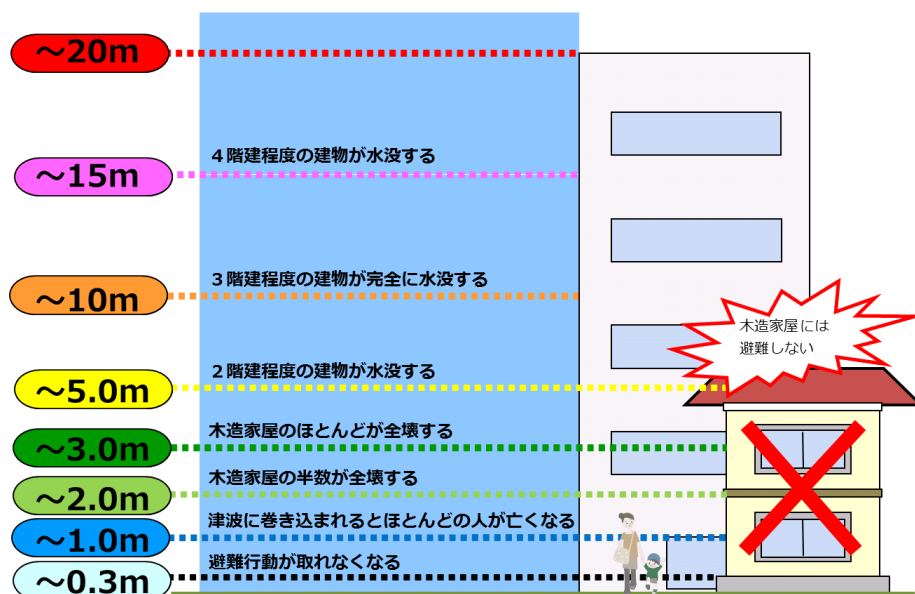 ～20m
４階建程度の建物が水没する
～15m
３階建程度の建物が完全に水没する
～10m
木造家屋には
避難しない
２階建程度の建物が水没する
～5.0m
木造家屋のほとんどが全壊する
～3.0m
木造家屋の半数が全壊する
～2.0m
津波に巻き込まれるとほとんどの人が亡くなる
～1.0m
避難行動が取れなくなる
～0.3m